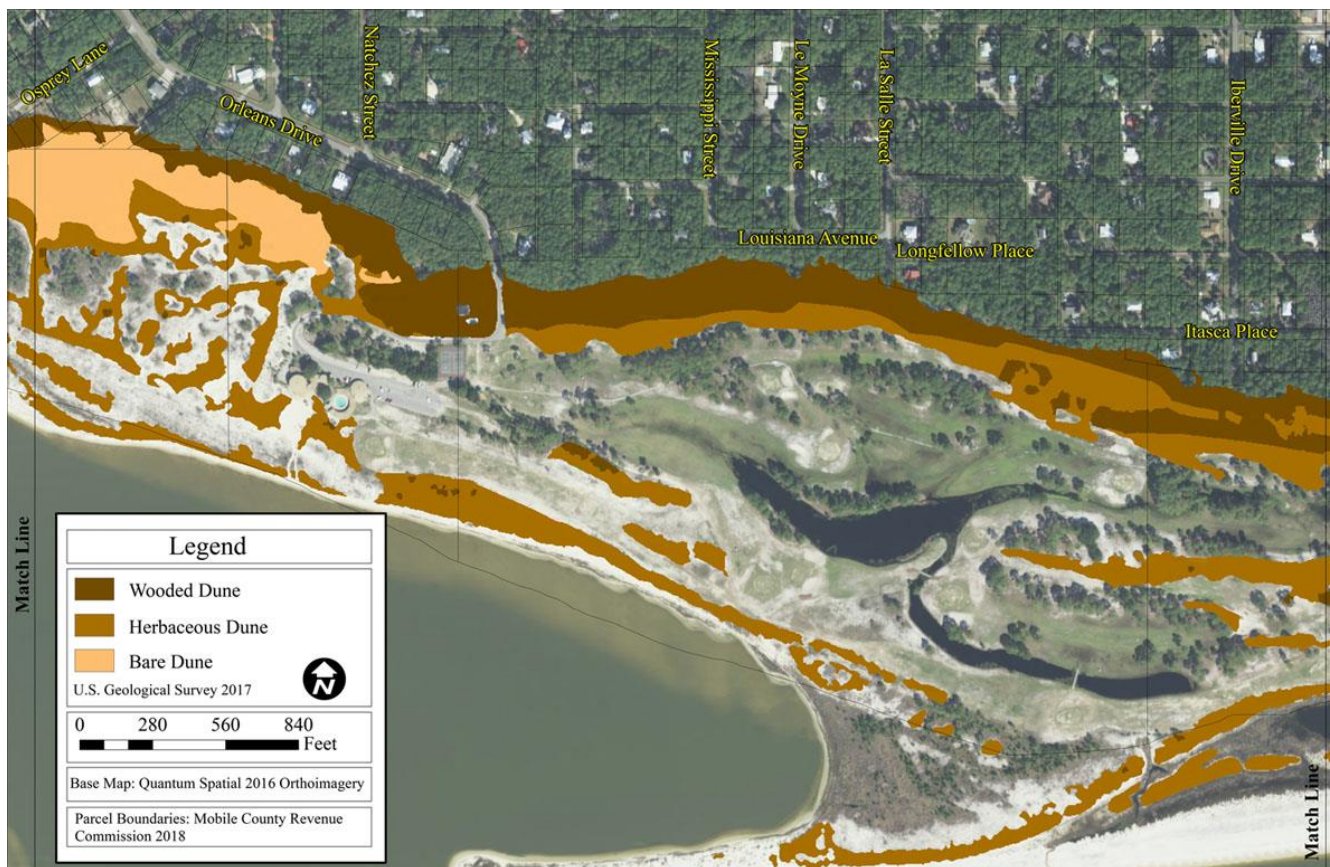 Osprey Lane
Orleans Drive
Natchez Street
Mississippi Street
Le Moyne Drive
La Salle Street
Iberville Drive
Louisiana Avenue
Longfellow Place
Itasca Place
Match Line
Legend
Wooded Dune
Herbaceous Dune
Bare Dune
U.S. Geological Survey 2017
N
0 280 560 840
Feet
Base Map: Quantum Spatial 2016 Orthoimagery
Parcel Boundaries: Mobile County Revenue
Commission 2018
Match Line